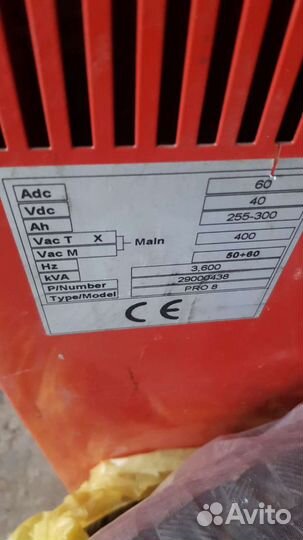 Adc 60
Vdc 40
Ah 255-300
Vac T X Main 400
Vac M
Hz 50÷60
kVA 3,600
P/Number 29000438
Type/Model PRO 8
CE
Avito